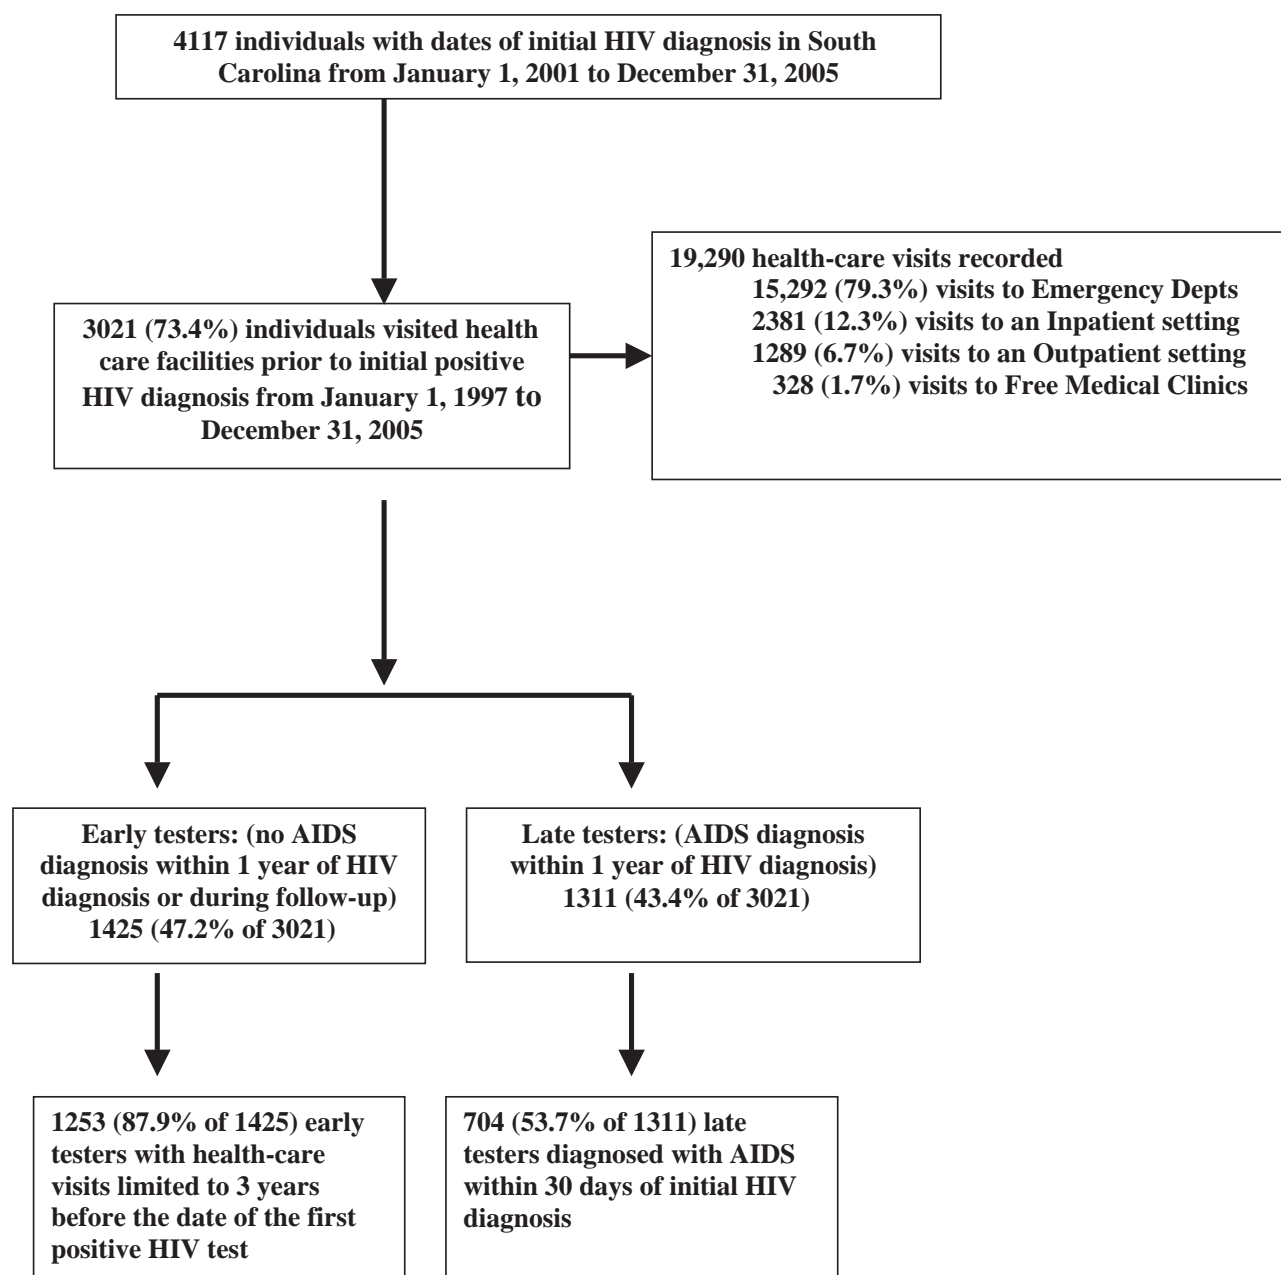 4117 individuals with dates of initial HIV diagnosis in South
Carolina from January 1, 2001 to December 31, 2005
19,290 health-care visits recorded
15,292 (79.3%) visits to Emergency Depts
2381 (12.3%) visits to an Inpatient setting
1289 (6.7%) visits to an Outpatient setting
328 (1.7%) visits to Free Medical Clinics
3021 (73.4%) individuals visited health
care facilities prior to initial positive
HIV diagnosis from January 1, 1997 to
December 31, 2005
Early testers: (no AIDS
diagnosis within 1 year of HIV
diagnosis or during follow-up)
1425 (47.2% of 3021)
Late testers: (AIDS diagnosis
within 1 year of HIV diagnosis)
1311 (43.4% of 3021)
1253 (87.9% of 1425) early
testers with health-care
visits limited to 3 years
before the date of the first
positive HIV test
704 (53.7% of 1311) late
testers diagnosed with AIDS
within 30 days of initial HIV
diagnosis